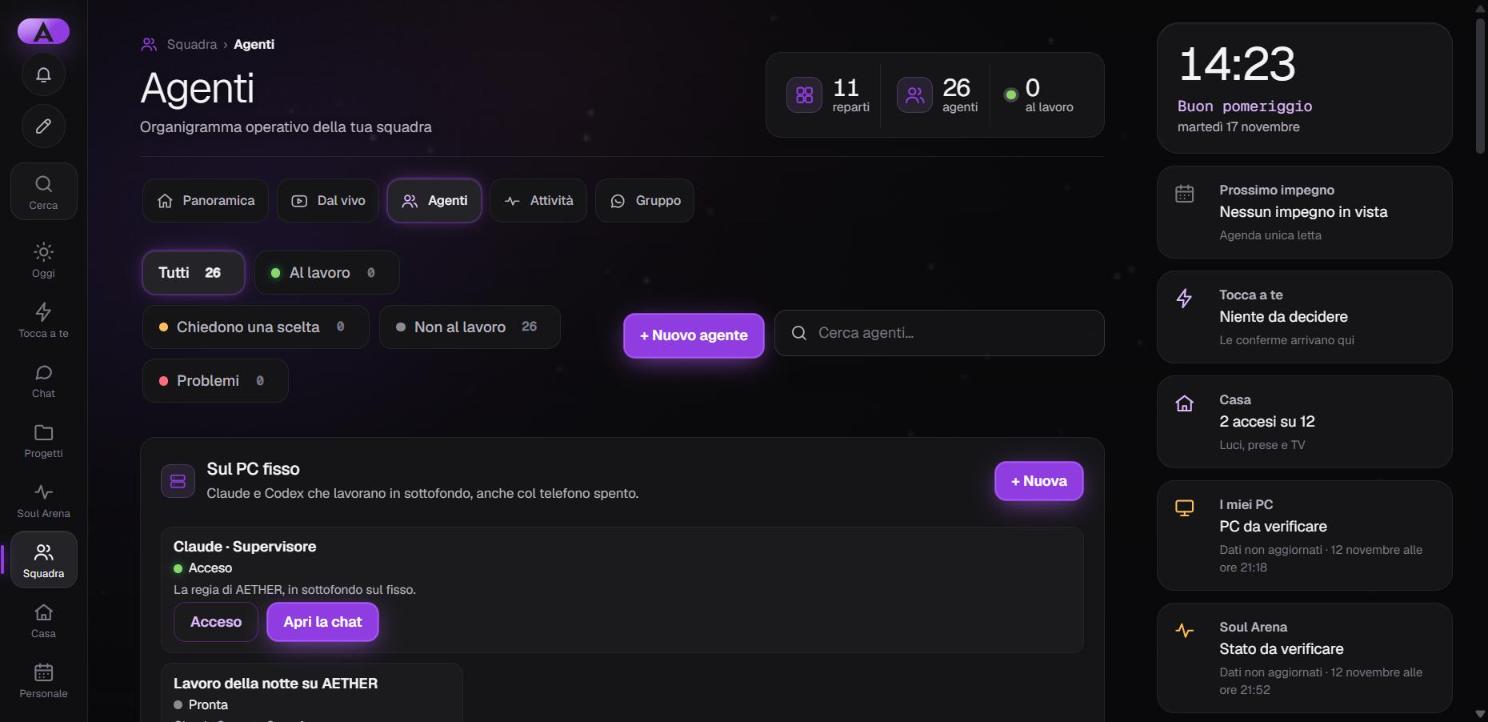 A
Cerca
Oggi
Tocca a te
Chat
Progetti
Soul Arena
Squadra
Casa
Personale
Squadra › Agenti
Agenti
Organigramma operativo della tua squadra
11 reparti
26 agenti
0 al lavoro
Panoramica
Dal vivo
Agenti
Attività
Gruppo
Tutti 26
Al lavoro 0
Chiedono una scelta 0
Non al lavoro 26
Problemi 0
+ Nuovo agente
Cerca agenti...
Sul PC fisso
Claude e Codex che lavorano in sottofondo, anche col telefono spento.
+ Nuova
Claude · Supervisore
Acceso
La regia di AETHER, in sottofondo sul fisso.
Acceso
Apri la chat
Lavoro della notte su AETHER
Pronta
14:23
Buon pomeriggio
martedì 17 novembre
Prossimo impegno
Nessun impegno in vista
Agenda unica letta
Tocca a te
Niente da decidere
Le conferme arrivano qui
Casa
2 accesi su 12
Luci, prese e TV
I miei PC
PC da verificare
Dati non aggiornati · 12 novembre alle
ore 21:18
Soul Arena
Stato da verificare
Dati non aggiornati · 12 novembre alle
ore 21:52